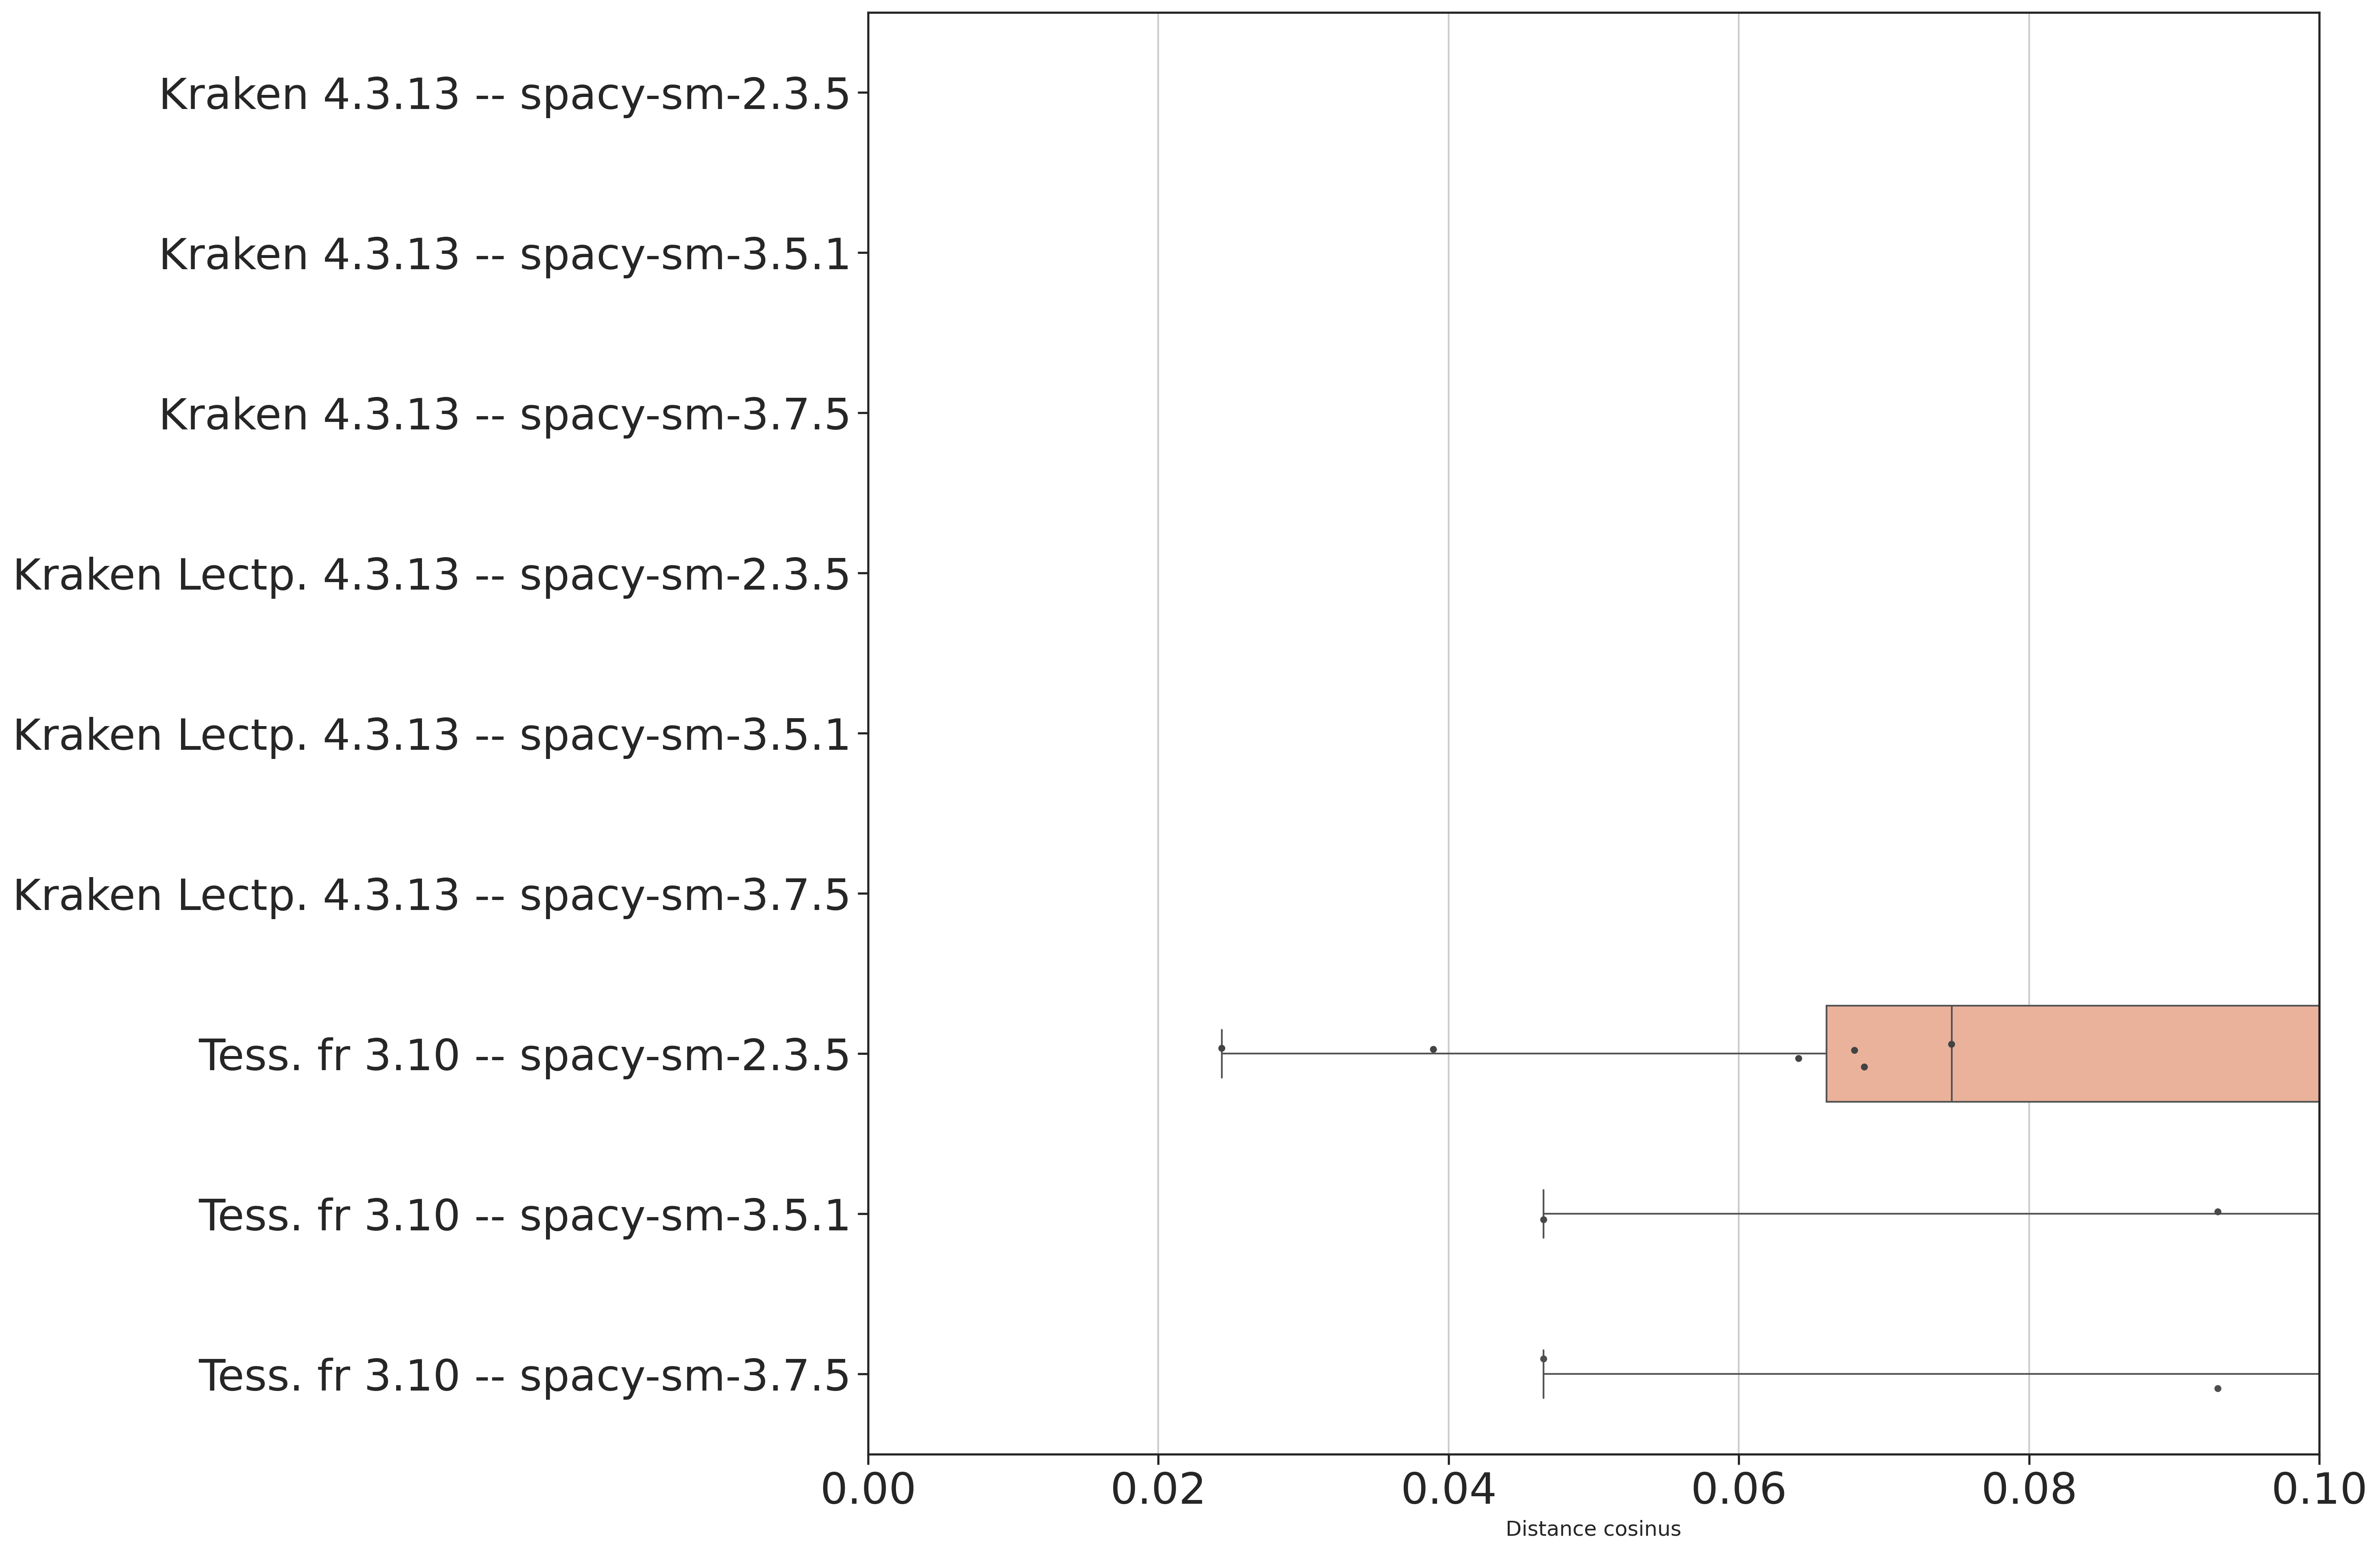 Kraken 4.3.13 -- spacy-sm-2.3.5
Kraken 4.3.13 -- spacy-sm-3.5.1
Kraken 4.3.13 -- spacy-sm-3.7.5
Kraken Lectp. 4.3.13 -- spacy-sm-2.3.5
Kraken Lectp. 4.3.13 -- spacy-sm-3.5.1
Kraken Lectp. 4.3.13 -- spacy-sm-3.7.5
Tess. fr 3.10 -- spacy-sm-2.3.5
Tess. fr 3.10 -- spacy-sm-3.5.1
Tess. fr 3.10 -- spacy-sm-3.7.5
0.00 0.02 0.04 0.06 0.08 0.10
Distance cosinus